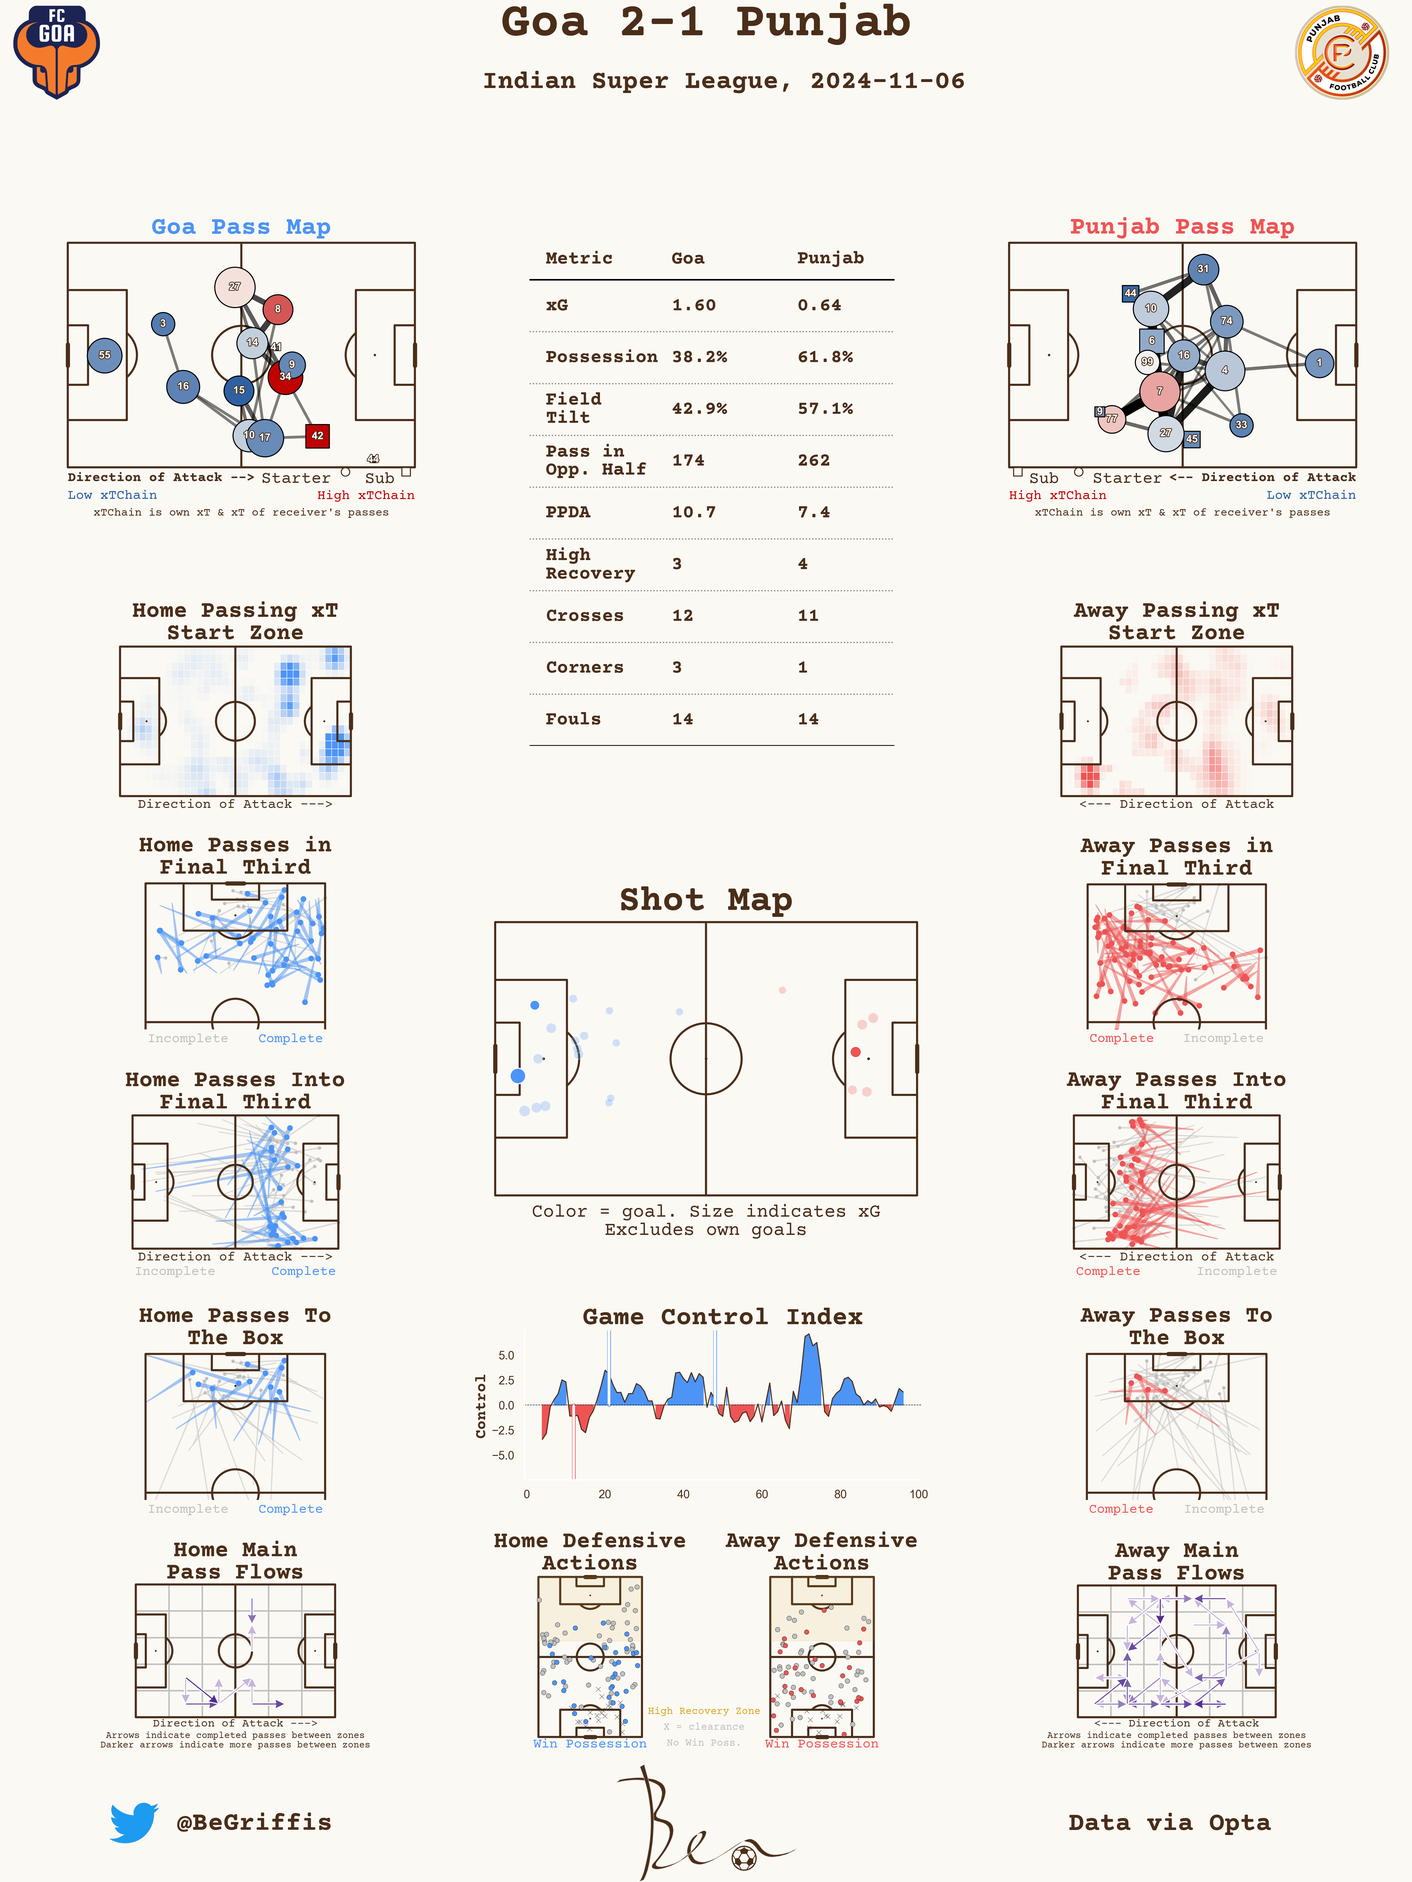 FC
GOA
Goa 2-1 Punjab
Indian Super League, 2024-11-06
PUNJAB
FOOTBALL CLUB
Goa Pass Map
27
8
3
14
41
55
9
34
16
15
10
17
42
44
Direction of Attack --> Starter Sub
Low xTChain High xTChain
xTChain is own xT & xT of receiver's passes
Metric Goa Punjab
xG 1.60 0.64
Possession 38.2% 61.8%
Field
Tilt 42.9% 57.1%
Pass in
Opp. Half 174 262
PPDA 10.7 7.4
High
Recovery 3 4
Crosses 12 11
Corners 3 1
Fouls 14 14
Punjab Pass Map
31
44
10
74
6
16
99
1
4
7
9
77
33
27
45
Sub Starter <-- Direction of Attack
High xTChain Low xTChain
xTChain is own xT & xT of receiver's passes
Home Passing xT
Start Zone
Direction of Attack --->
Away Passing xT
Start Zone
<--- Direction of Attack
Home Passes in
Final Third
Incomplete Complete
Away Passes in
Final Third
Complete Incomplete
Shot Map
Color = goal. Size indicates xG
Excludes own goals
Home Passes Into
Final Third
Direction of Attack --->
Incomplete Complete
Away Passes Into
Final Third
<--- Direction of Attack
Complete Incomplete
Home Passes To
The Box
Incomplete Complete
Game Control Index
Control
5.0
2.5
0.0
−2.5
−5.0
0 20 40 60 80 100
Away Passes To
The Box
Complete Incomplete
Home Main
Pass Flows
Direction of Attack --->
Arrows indicate completed passes between zones
Darker arrows indicate more passes between zones
Home Defensive
Actions
Win Possession
Away Defensive
Actions
Win Possession
High Recovery Zone
X = clearance
No Win Poss.
Away Main
Pass Flows
<--- Direction of Attack
Arrows indicate completed passes between zones
Darker arrows indicate more passes between zones
@BeGriffis
Ben
Data via Opta